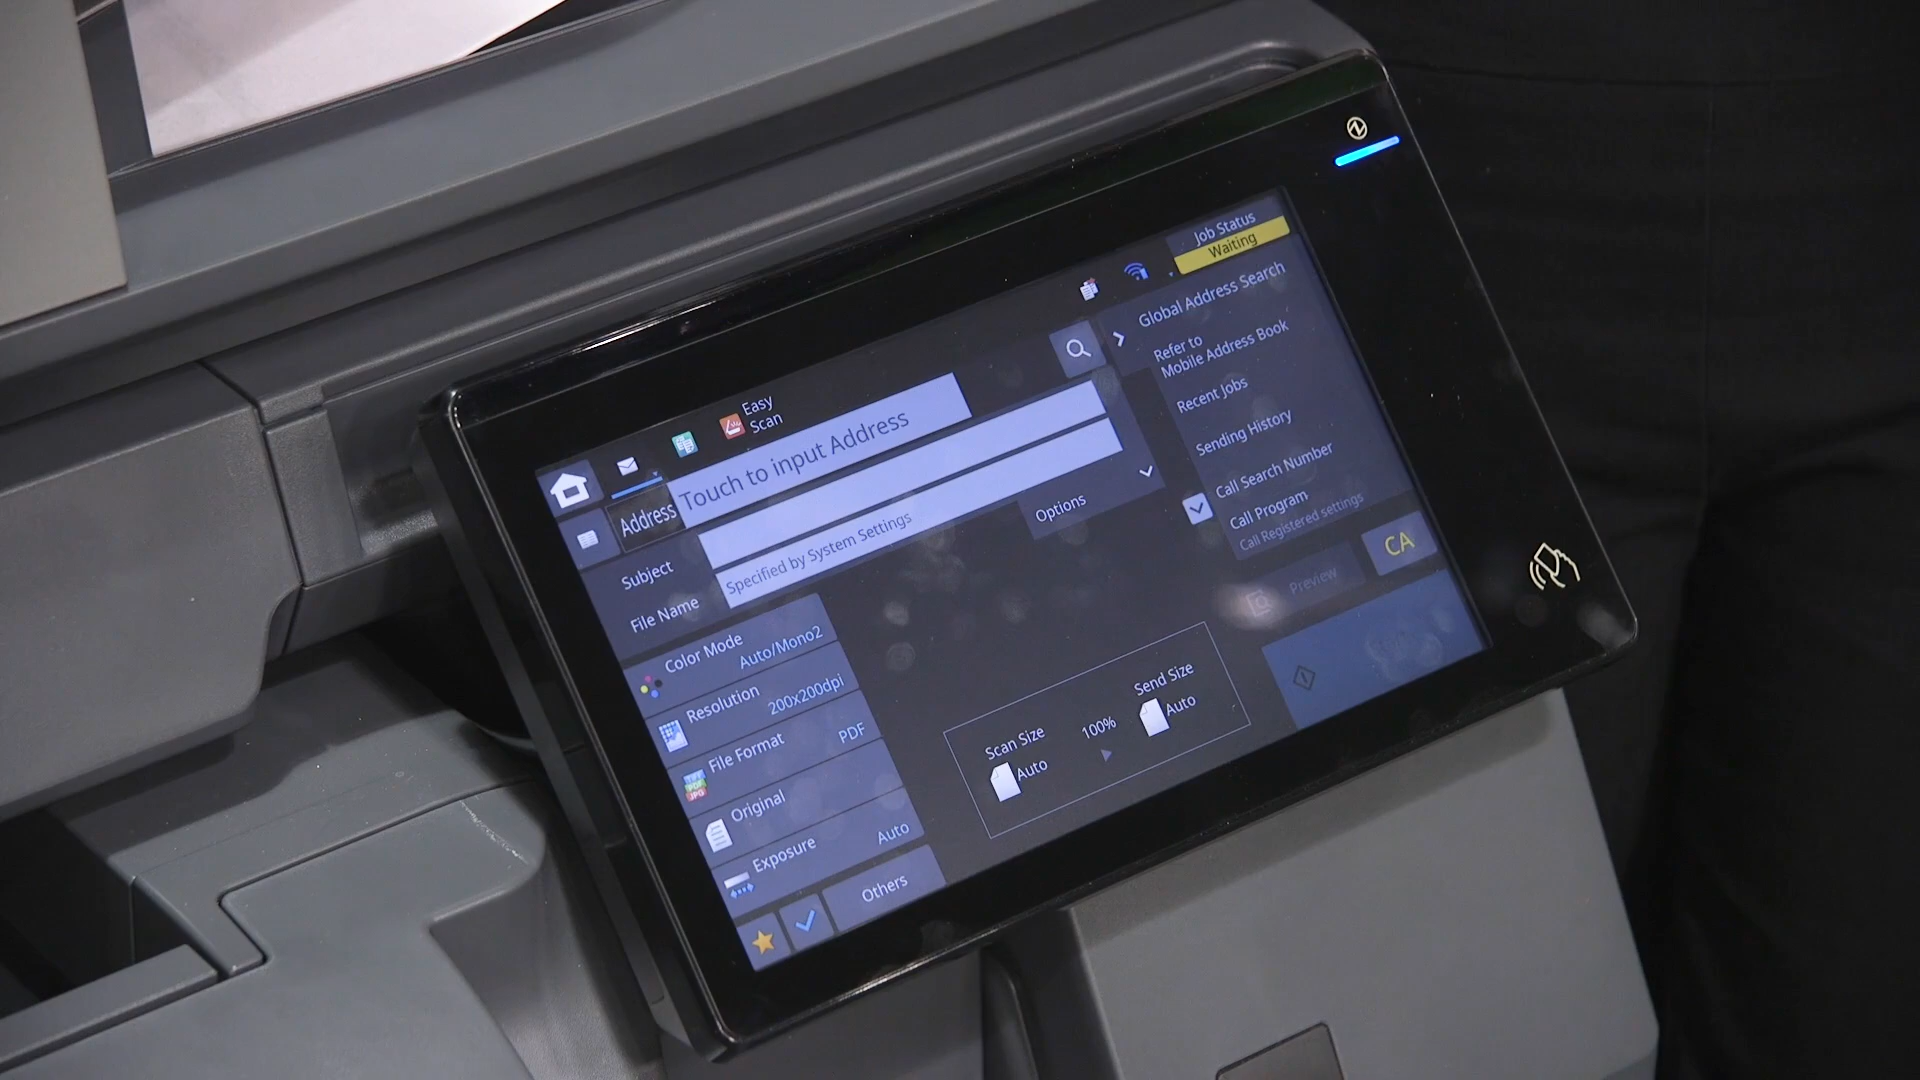 Job Status
Waiting
Easy
Scan
Address
Touch to input Address
Subject
File Name
Specified by System Settings
Options
Color Mode
Auto/Mono2
Resolution
200x200dpi
File Format
PDF
Original
Exposure
Auto
Others
Scan Size
Auto
100%
Send Size
Auto
Global Address Search
Refer to
Mobile Address Book
Recent Jobs
Sending History
Call Search Number
Call Program
Call Registered settings
Preview
CA